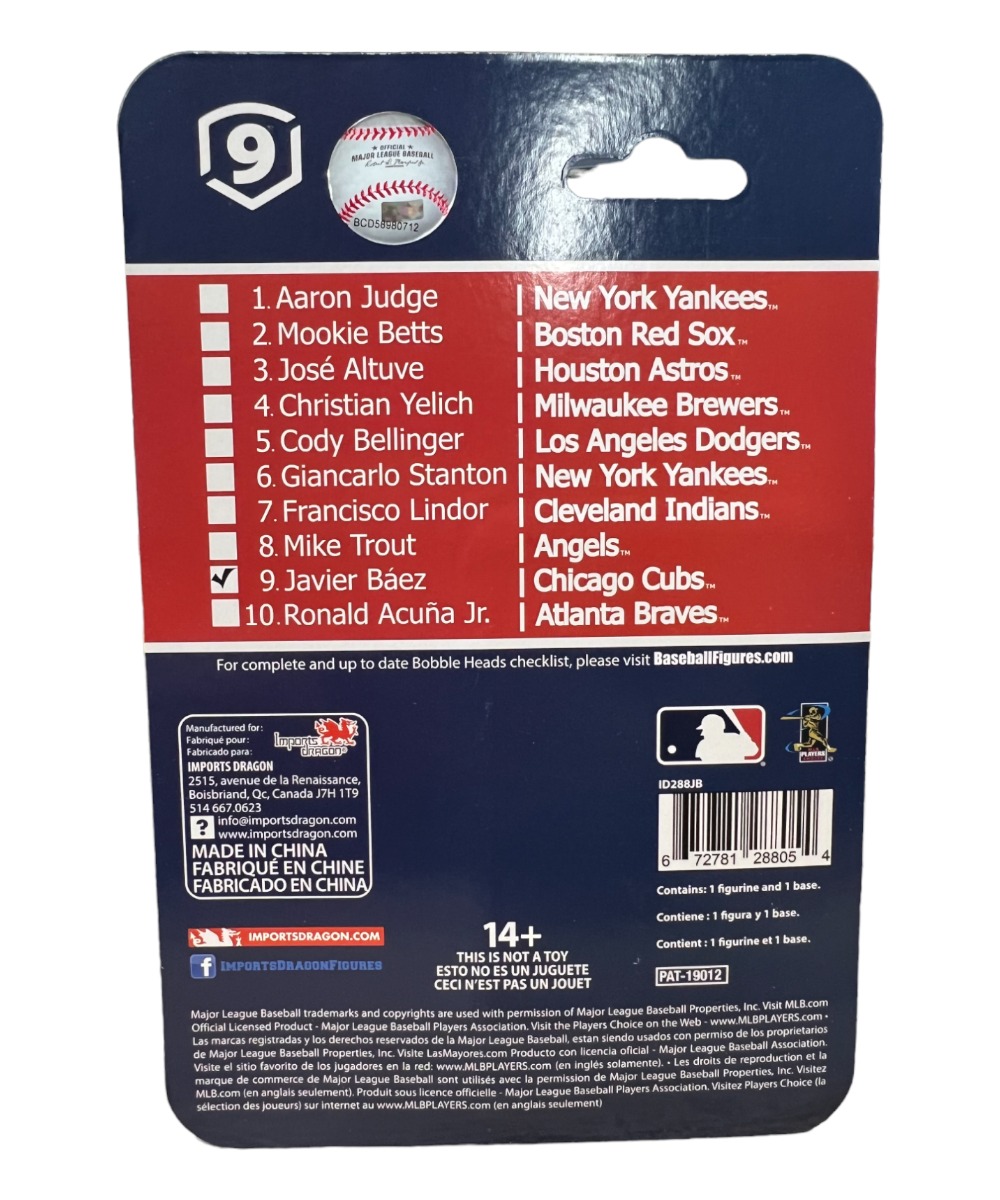 9
★ OFFICIAL ★
MAJOR LEAGUE BASEBALL
BCD58980712
1. Aaron Judge | New York Yankees™
2. Mookie Betts | Boston Red Sox™
3. José Altuve | Houston Astros™
4. Christian Yelich | Milwaukee Brewers™
5. Cody Bellinger | Los Angeles Dodgers™
6. Giancarlo Stanton | New York Yankees™
7. Francisco Lindor | Cleveland Indians™
8. Mike Trout | Angels™
9. Javier Báez | Chicago Cubs™
10. Ronald Acuña Jr. | Atlanta Braves™
For complete and up to date Bobble Heads checklist, please visit BaseballFigures.com
Manufactured for:
Fabriqué pour:
Fabricado para:
Imports DRAGON®
IMPORTS DRAGON
2515, avenue de la Renaissance,
Boisbriand, Qc, Canada J7H 1T9
514 667.0623
? info@importsdragon.com
www.importsdragon.com
MADE IN CHINA
FABRIQUÉ EN CHINE
FABRICADO EN CHINA
IMPORTSDRAGON.COM
f IMPORTSDRAGONFIGURES
14+
THIS IS NOT A TOY
ESTO NO ES UN JUGUETE
CECI N'EST PAS UN JOUET
PLAYERS
ID288JB
6 72781 28805 4
Contains: 1 figurine and 1 base.
Contiene : 1 figura y 1 base.
Contient : 1 figurine et 1 base.
PAT-19012
Major League Baseball trademarks and copyrights are used with permission of Major League Baseball Properties, Inc. Visit MLB.com
Official Licensed Product - Major League Baseball Players Association. Visit the Players Choice on the Web - www.MLBPLAYERS.com •
Las marcas registradas y los derechos reservados de la Major League Baseball, estan siendo usados con permiso de los proprietarios
de Major League Baseball Properties, Inc. Visite LasMayores.com Producto con licencia oficial - Major League Baseball Association.
Visite el sitio favorito de los jugadores en la red: www.MLBPLAYERS.com (en inglés solamente). • Les droits de reproduction et la
marque de commerce de Major League Baseball sont utilisés avec la permission de Major League Baseball Properties, Inc. Visitez
MLB.com (en anglais seulement). Produit sous licence officielle - Major League Baseball Players Association. Visitez Players Choice (la
sélection des joueurs) sur internet au www.MLBPLAYERS.com (en anglais seulement)